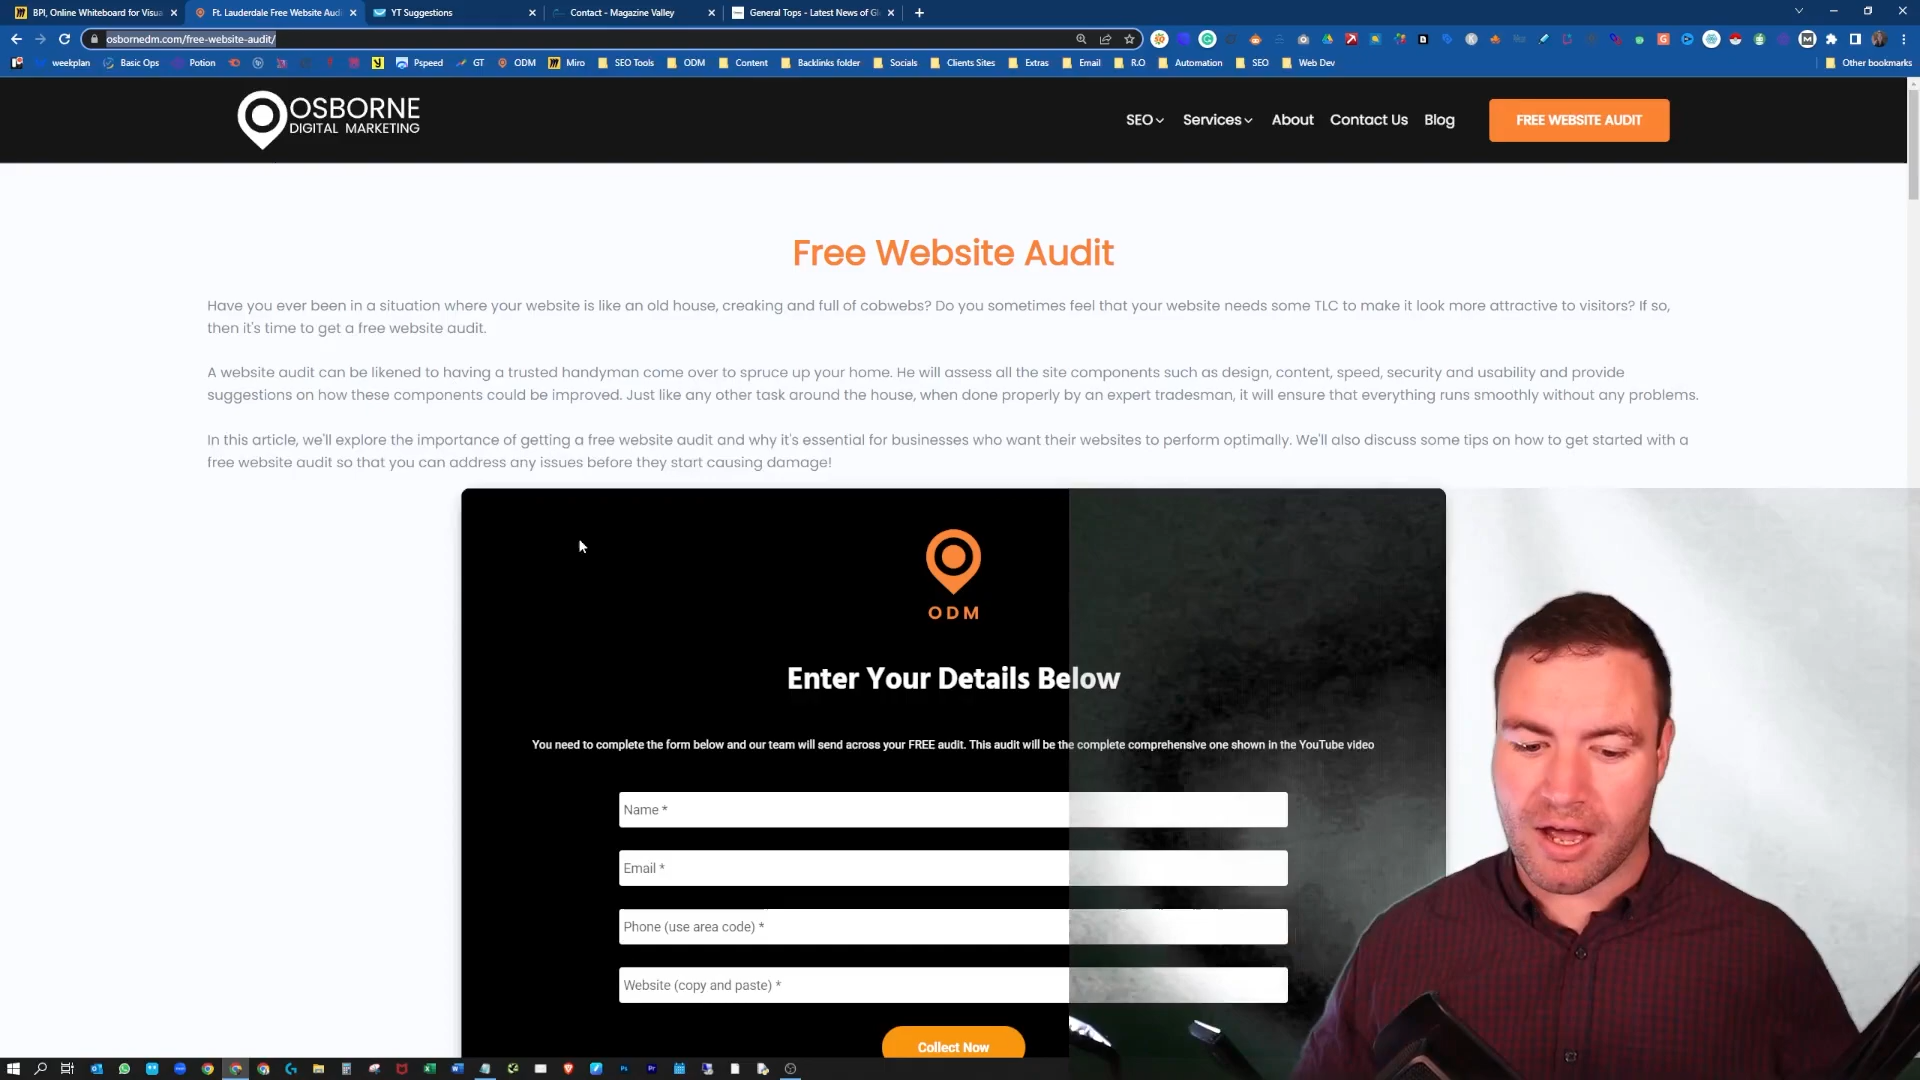 BPI, Online Whiteboard for Visua
Ft. Lauderdale Free Website Audi
YT Suggestions
Contact - Magazine Valley
General Tops - Latest News of Gl
osbornedm.com/free-website-audit/
weekplan
Basic Ops
Potion
Pspeed
GT
ODM
Miro
SEO Tools
ODM
Content
Backlinks folder
Socials
Clients Sites
Extras
Email
R.O
Automation
SEO
Web Dev
Other bookmarks
OSBORNE
DIGITAL MARKETING
SEO
Services
About
Contact Us
Blog
FREE WEBSITE AUDIT
Free Website Audit
Have you ever been in a situation where your website is like an old house, creaking and full of cobwebs? Do you sometimes feel that your website needs some TLC to make it look more attractive to visitors? If so,
then it's time to get a free website audit.
A website audit can be likened to having a trusted handyman come over to spruce up your home. He will assess all the site components such as design, content, speed, security and usability and provide
suggestions on how these components could be improved. Just like any other task around the house, when done properly by an expert tradesman, it will ensure that everything runs smoothly without any problems.
In this article, we'll explore the importance of getting a free website audit and why it's essential for businesses who want their websites to perform optimally. We'll also discuss some tips on how to get started with a
free website audit so that you can address any issues before they start causing damage!
ODM
Enter Your Details Below
You need to complete the form below and our team will send across your FREE audit. This audit will be the complete comprehensive one shown in the YouTube video
Name *
Email *
Phone (use area code) *
Website (copy and paste) *
Collect Now